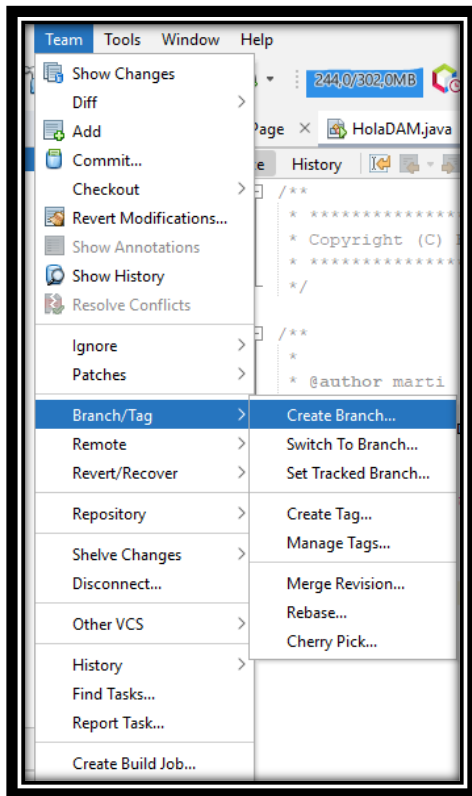 Team Tools Window Help
Show Changes
244,0/302,0MB
Diff
Add
Page × HolaDAM.java
Commit...
History
Checkout
/**
Revert Modifications...
* Copyright (C)
Show Annotations
Show History
*/
Resolve Conflicts
/**
Ignore
*
Patches
* @author marti
Branch/Tag
Remote
Revert/Recover
Repository
Shelve Changes
Disconnect...
Other VCS
History
Find Tasks...
Report Task...
Create Build Job...
Create Branch...
Switch To Branch...
Set Tracked Branch...
Create Tag...
Manage Tags...
Merge Revision...
Rebase...
Cherry Pick...